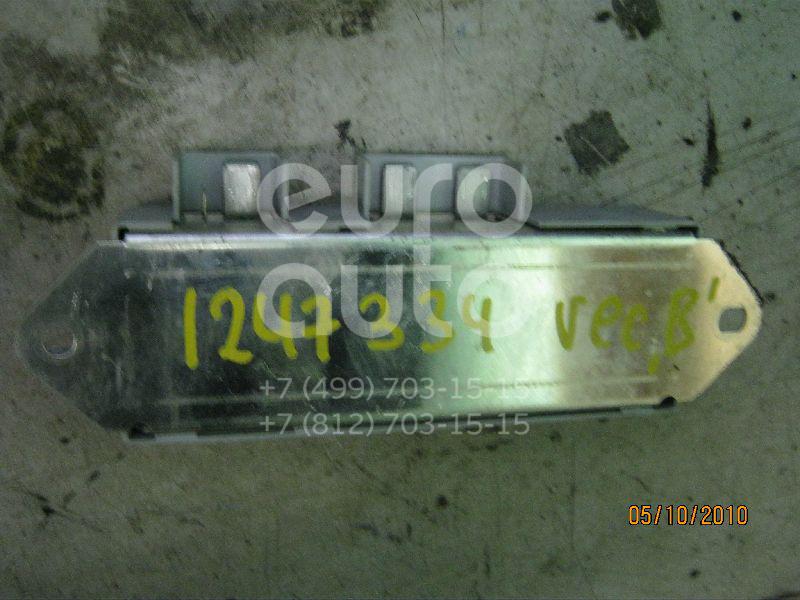 euro
auto
1247334 vec,B'
+7 (499) 703-15-15
+7 (812) 703-15-15
05/10/2010